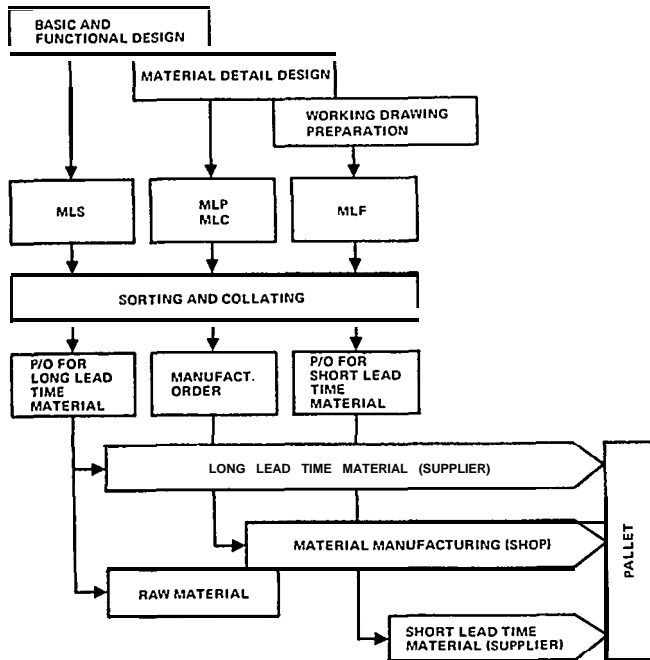 BASIC AND
FUNCTIONAL DESIGN
MATERIAL DETAIL DESIGN
WORKING DRAWING
PREPARATION
MLS
MLP
MLC
MLF
SORTING AND COLLATING
P/O FOR
LONG LEAD
TIME
MATERIAL
MANUFACT.
ORDER
P/O FOR
SHORT LEAD
TIME
MATERIAL
LONG LEAD TIME MATERIAL (SUPPLIER)
MATERIAL MANUFACTURING (SHOP)
RAW MATERIAL
SHORT LEAD TIME
MATERIAL (SUPPLIER)
PALLET